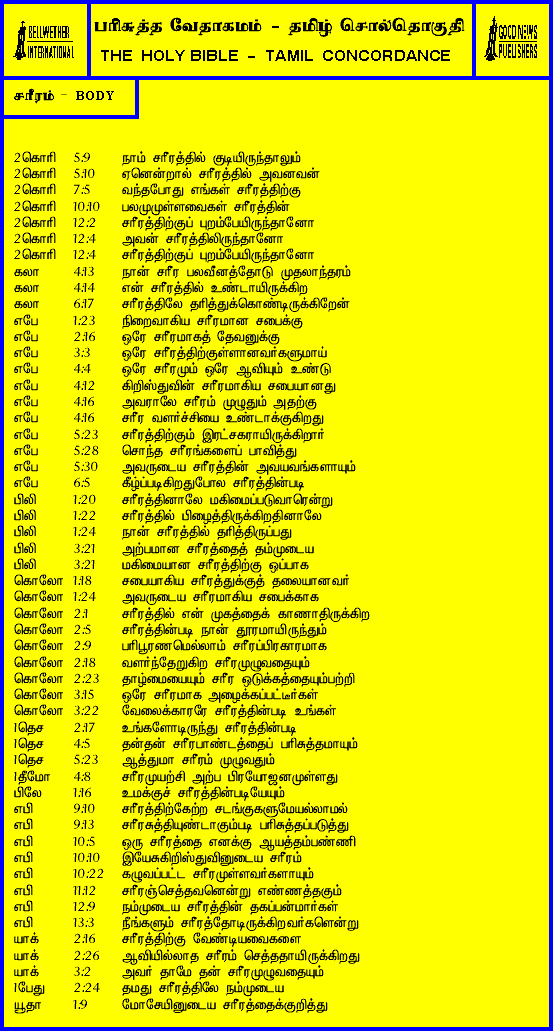 BELLWETHER
INTERNATIONAL
பரிசுத்த வேதாகமம் - தமிழ் சொல்தொகுதி
THE HOLY BIBLE - TAMIL CONCORDANCE
GOOD NEWS
PUBLISHERS
சரீரம் - BODY
2கொரி 5:9 நாம் சரீரத்தில் குடியிருந்தாலும்
2கொரி 5:10 ஏனென்றால் சரீரத்தில் அவனவன்
2கொரி 7:5 வந்தபோது எங்கள் சரீரத்திற்கு
2கொரி 10:10 பலமுமுள்ளவைகள் சரீரத்தின்
2கொரி 12:2 சரீரத்திற்குப் புறம்பேயிருந்தானோ
2கொரி 12:4 அவன் சரீரத்திலிருந்தானோ
2கொரி 12:4 சரீரத்திற்குப் புறம்பேயிருந்தானோ
கலா 4:13 நான் சரீர பலவீனத்தோடு முதலாந்தரம்
கலா 4:14 என் சரீரத்தில் உண்டாயிருக்கிற
கலா 6:17 சரீரத்திலே தரித்துக்கொண்டிருக்கிறேன்
எபே 1:23 நிறைவாகிய சரீரமான சபைக்கு
எபே 2:16 ஒரே சரீரமாகத் தேவனுக்கு
எபே 3:3 ஒரே சரீரத்திற்குள்ளானவர்களுமாய்
எபே 4:4 ஒரே சரீரமும் ஒரே ஆவியும் உண்டு
எபே 4:12 கிறிஸ்துவின் சரீரமாகிய சபையானது
எபே 4:16 அவராலே சரீரம் முழுதும் அதற்கு
எபே 4:16 சரீர வளர்ச்சியை உண்டாக்குகிறது
எபே 5:23 சரீரத்திற்கும் இரட்சகராயிருக்கிறார்
எபே 5:28 சொந்த சரீரங்களைப் பாவித்து
எபே 5:30 அவருடைய சரீரத்தின் அவயவங்களாயும்
எபே 6:5 கீழ்ப்படிகிறதுபோல சரீரத்தின்படி
பிலி 1:20 சரீரத்தினாலே மகிமைப்படுவாரென்று
பிலி 1:22 சரீரத்தில் பிழைத்திருக்கிறதினாலே
பிலி 1:24 நான் சரீரத்தில் தரித்திருப்பது
பிலி 3:21 அற்பமான சரீரத்தைத் தம்முடைய
பிலி 3:21 மகிமையான சரீரத்திற்கு ஒப்பாக
கொலோ 1:18 சபையாகிய சரீரத்துக்குத் தலையானவர்
கொலோ 1:24 அவருடைய சரீரமாகிய சபைக்காக
கொலோ 2:1 சரீரத்தில் என் முகத்தைக் காணாதிருக்கிற
கொலோ 2:5 சரீரத்தின்படி நான் தூரமாயிருந்தும்
கொலோ 2:9 பரிபூரணமெல்லாம் சரீரப்பிரகாரமாக
கொலோ 2:18 வளர்ந்தேறுகிற சரீரமுழுவதையும்
கொலோ 2:23 தாழ்மையையும் சரீர ஒடுக்கத்தையும்பற்றி
கொலோ 3:15 ஒரே சரீரமாக அழைக்கப்பட்டீர்கள்
கொலோ 3:22 வேலைக்காரரே சரீரத்தின்படி உங்கள்
1தெச 2:17 உங்களோடிருந்து சரீரத்தின்படி
1தெச 4:5 தன்தன் சரீரபாண்டத்தைப் பரிசுத்தமாயும்
1தெச 5:23 ஆத்துமா சரீரம் முழுவதும்
1தீமோ 4:8 சரீரமுயற்சி அற்ப பிரயோஜனமுள்ளது
பிலே 1:16 உமக்குச் சரீரத்தின்படியேயும்
எபி 9:10 சரீரத்திற்கேற்ற சடங்குகளுமேயல்லாமல்
எபி 9:13 சரீரசுத்தியுண்டாகும்படி பரிசுத்தப்படுத்து
எபி 10:5 ஒரு சரீரத்தை எனக்கு ஆயத்தம்பண்ணி
எபி 10:10 இயேசுகிறிஸ்துவினுடைய சரீரம்
எபி 10:22 கழுவப்பட்ட சரீரமுள்ளவர்களாயும்
எபி 11:12 சரீரஞ்செத்தவனென்று எண்ணத்தகும்
எபி 12:9 நம்முடைய சரீரத்தின் தகப்பன்மார்கள்
எபி 13:3 நீங்களும் சரீரத்தோடிருக்கிறவர்களென்று
யாக் 2:16 சரீரத்திற்கு வேண்டியவைகளை
யாக் 2:26 ஆவியில்லாத சரீரம் செத்ததாயிருக்கிறது
யாக் 3:2 அவர் தாமே தன் சரீரமுழுவதையும்
1பேது 2:24 தமது சரீரத்திலே நம்முடைய
யூதா 1:9 மோசேயினுடைய சரீரத்தைக்குறித்து